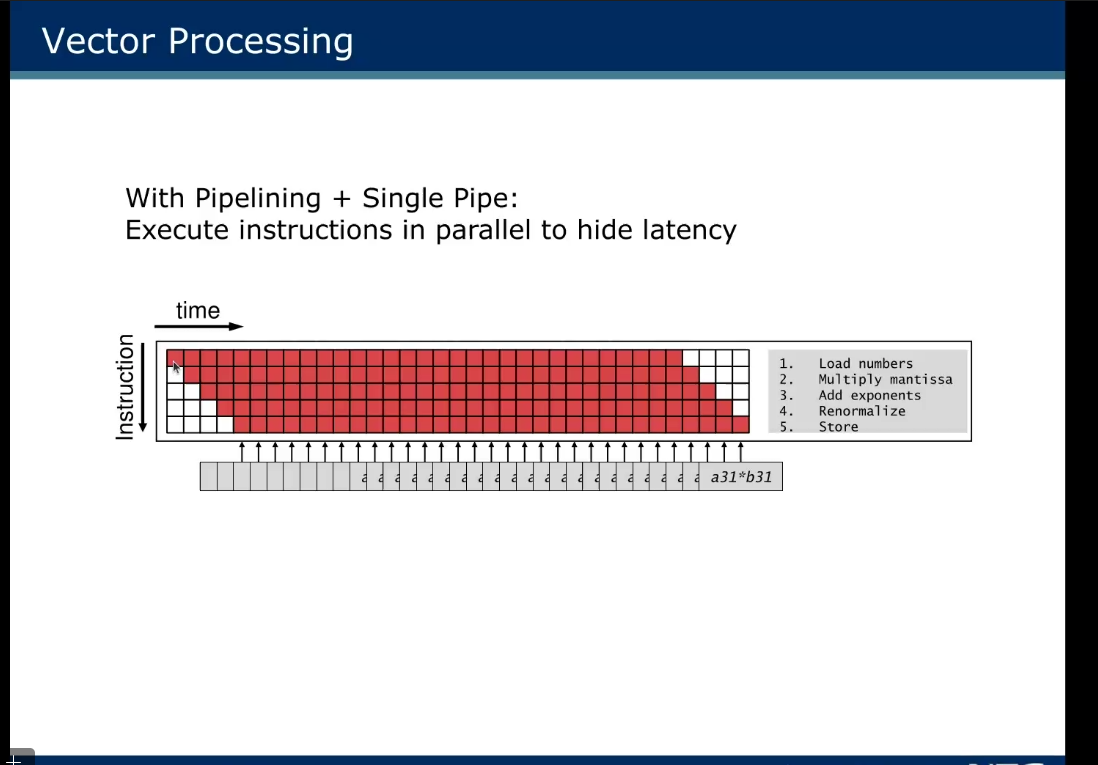 Vector Processing
With Pipelining + Single Pipe:
Execute instructions in parallel to hide latency
time
Instruction
1. Load numbers
2. Multiply mantissa
3. Add exponents
4. Renormalize
5. Store
a31*b31